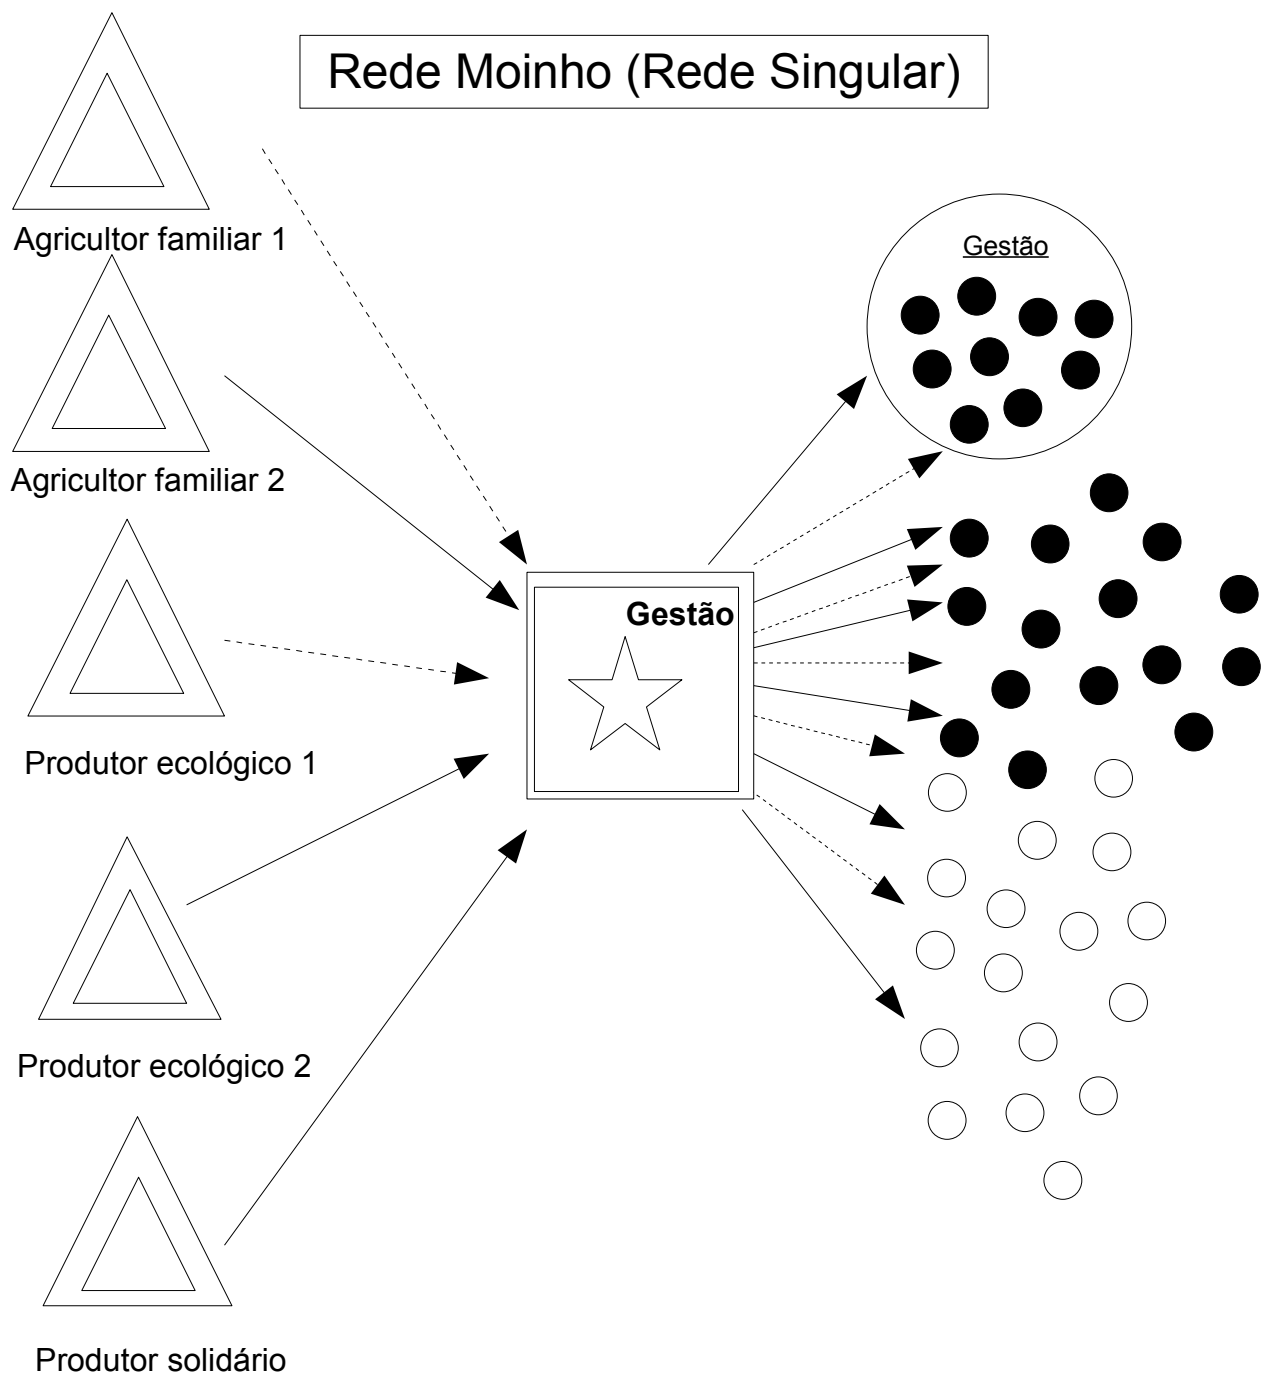 Rede Moinho (Rede Singular)
Agricultor familiar 1
Gestão
Agricultor familiar 2
Gestão
Produtor ecológico 1
Produtor ecológico 2
Produtor solidário